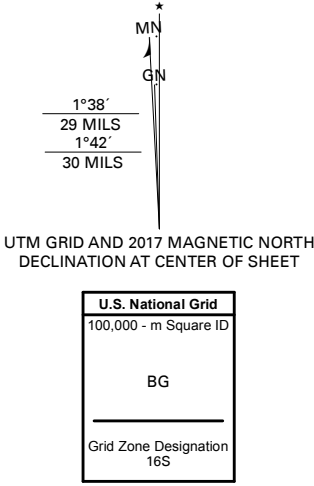 ★
MN
GN
1°38´
29 MILS
1°42´
30 MILS
UTM GRID AND 2017 MAGNETIC NORTH
DECLINATION AT CENTER OF SHEET
U.S. National Grid
100,000 - m Square ID
BG
Grid Zone Designation
16S